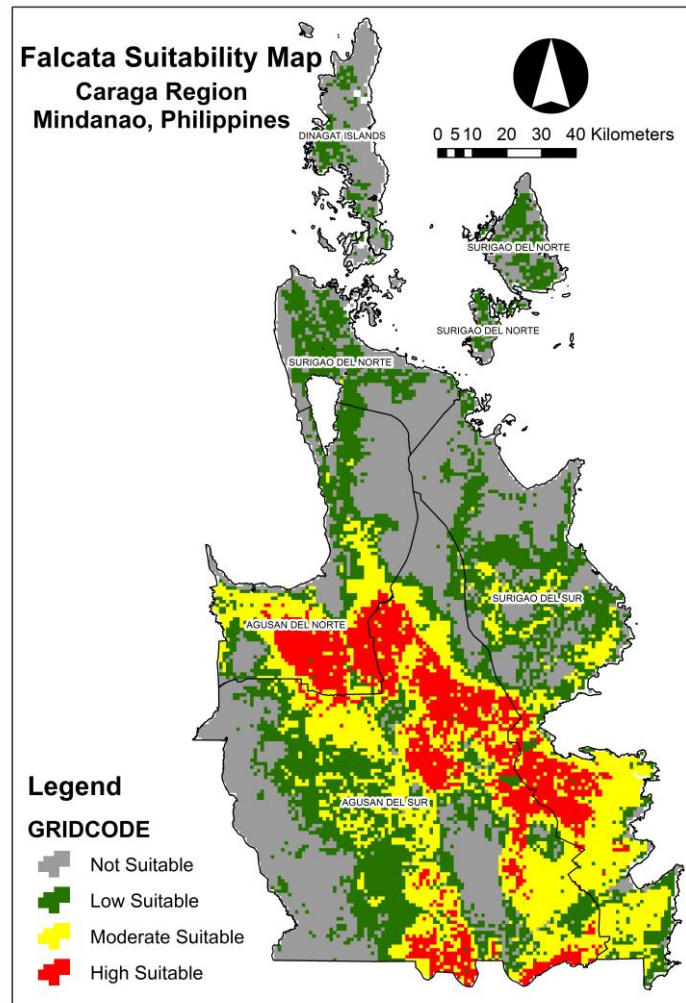 Falcata Suitability Map
Caraga Region
Mindanao, Philippines
DINAGAT ISLANDS
0 5 10 20 30 40 Kilometers
SURIGAO DEL NORTE
SURIGAO DEL NORTE
SURIGAO DEL NORTE
SURIGAO DEL SUR
AGUSAN DEL NORTE
AGUSAN DEL SUR
Legend
GRIDCODE
Not Suitable
Low Suitable
Moderate Suitable
High Suitable